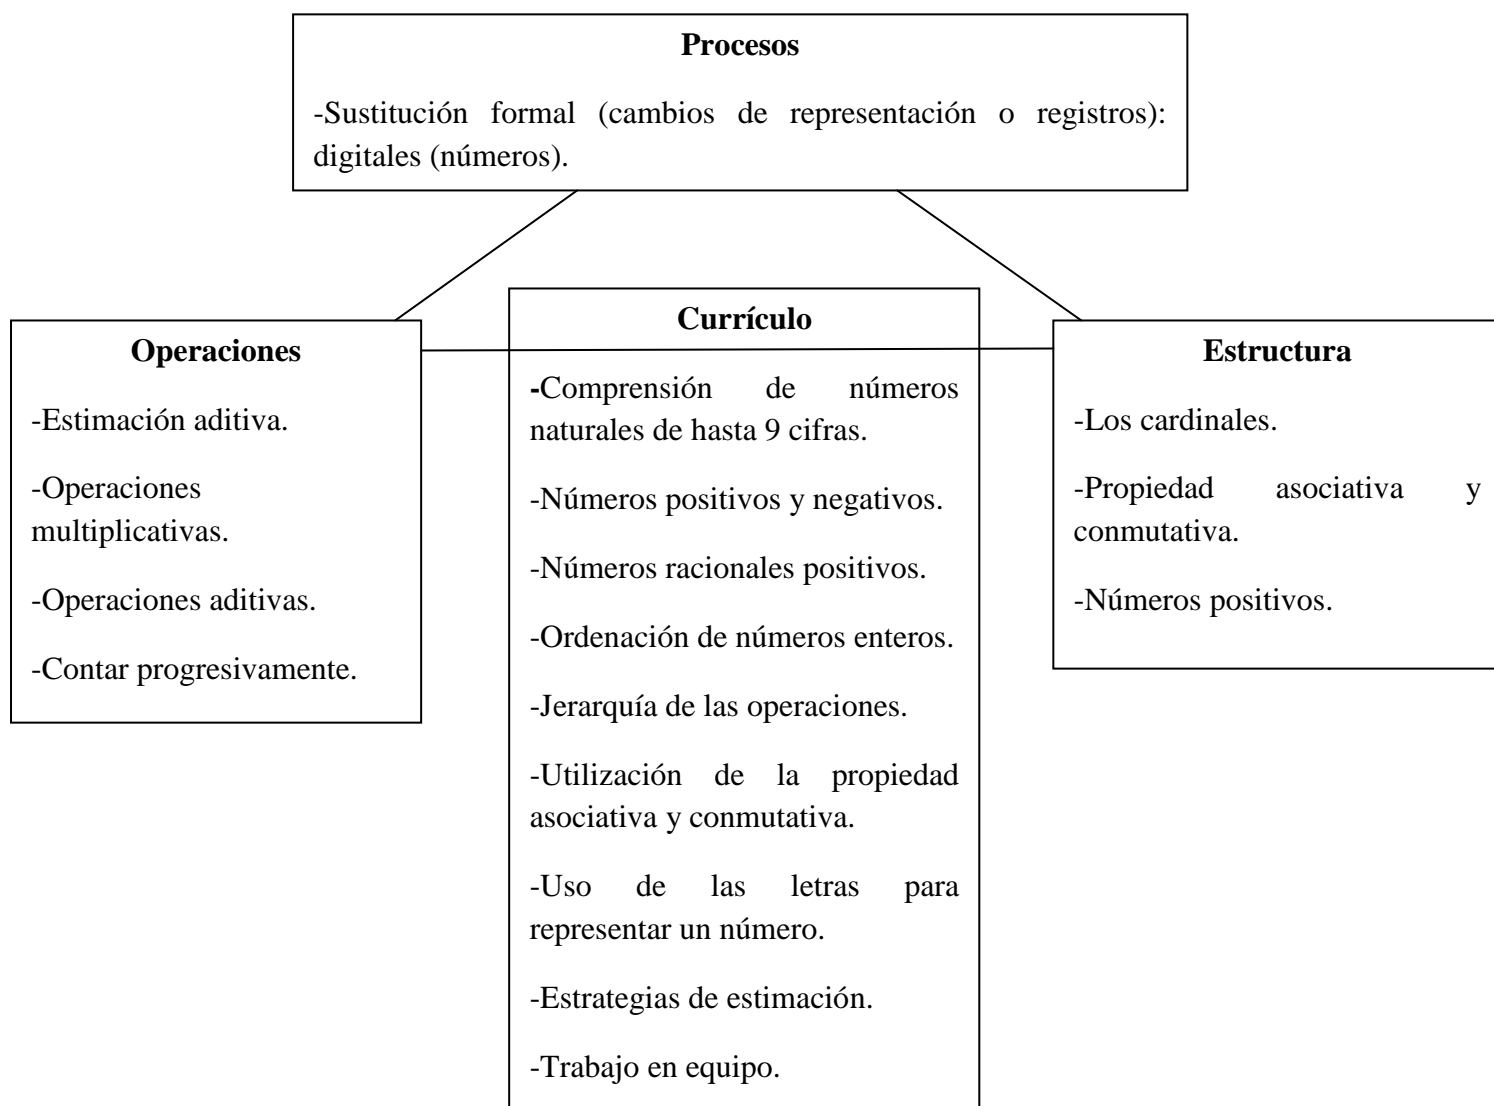 Procesos
-Sustitución formal (cambios de representación o registros):
digitales (números).
Operaciones
-Estimación aditiva.
-Operaciones
multiplicativas.
-Operaciones aditivas.
-Contar progresivamente.
Currículo
-Comprensión de números
naturales de hasta 9 cifras.
-Números positivos y negativos.
-Números racionales positivos.
-Ordenación de números enteros.
-Jerarquía de las operaciones.
-Utilización de la propiedad
asociativa y conmutativa.
-Uso de las letras para
representar un número.
-Estrategias de estimación.
-Trabajo en equipo.
Estructura
-Los cardinales.
-Propiedad asociativa y
conmutativa.
-Números positivos.